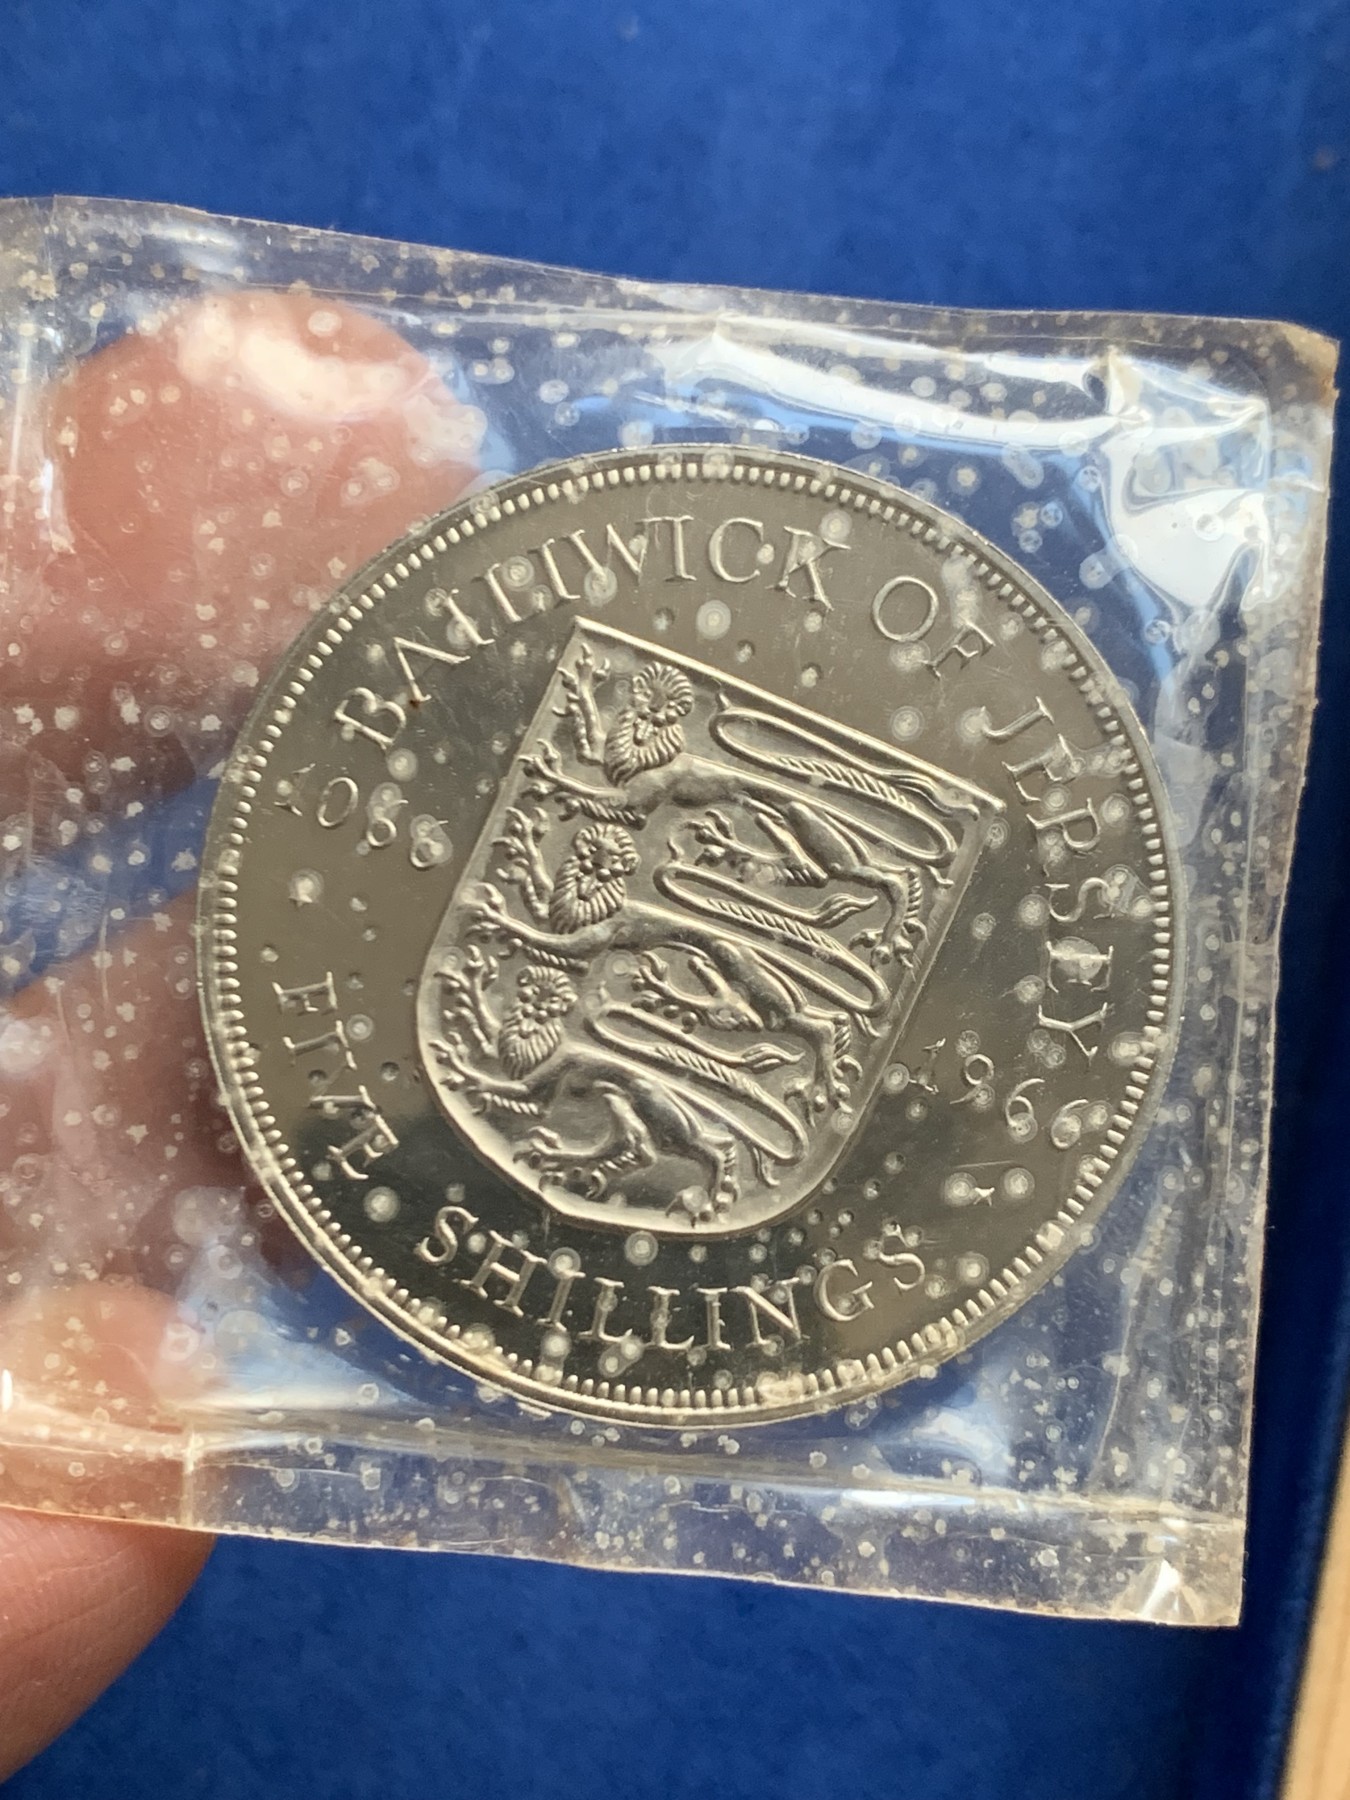 BAILIWICK OF JERSEY
1066
1966
FIVE SHILLINGS